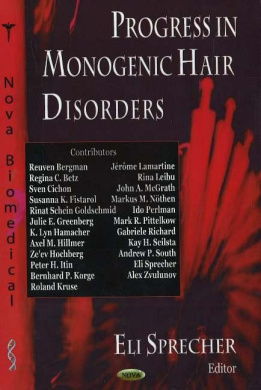 Nova Biomedical
PROGRESS IN
MONOGENIC HAIR
DISORDERS
Contributors
Reuven Bergman
Regina C. Betz
Sven Cichon
Susanna K. Fistarol
Rinat Schein Goldschmid
Julie E. Greenberg
K. Lyn Hamacher
Axel M. Hillmer
Ze'ev Hochberg
Peter H. Itin
Bernhard P. Korge
Roland Kruse
Jérôme Lamartine
Rina Leibu
John A. McGrath
Markus M. Nöthen
Ido Perlman
Mark R. Pittelkow
Gabriele Richard
Kay H. Seilsta
Andrew P. South
Eli Sprecher
Alex Zvulunov
ELI SPRECHER
Editor
NOVA